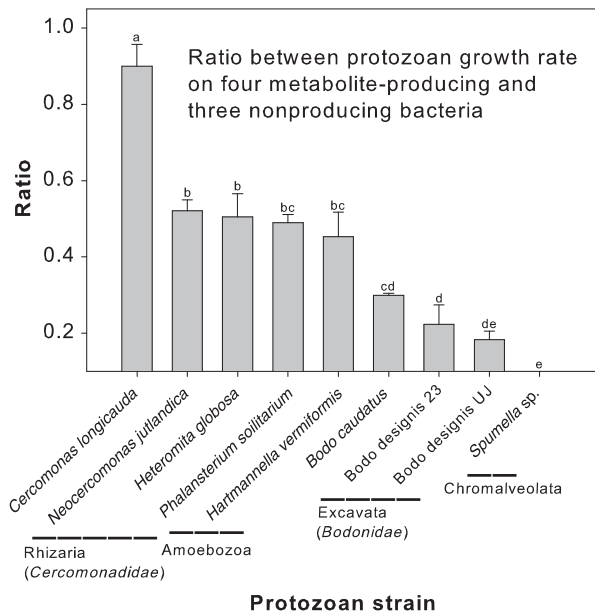 Ratio between protozoan growth rate
on four metabolite-producing and
three nonproducing bacteria
Ratio
1.0
0.8
0.6
0.4
0.2
a
b
b
bc
bc
cd
d
de
e
Cercomonas longicauda
Neocercomonas jutlandica
Heteromita globosa
Phalansterium soilitarium
Hartmannella vermiformis
Bodo caudatus
Bodo designis 23
Bodo designis UJ
Spumella sp.
Rhizaria
(Cercomonadidae)
Amoebozoa
Excavata
(Bodonidae)
Chromalveolata
Protozoan strain